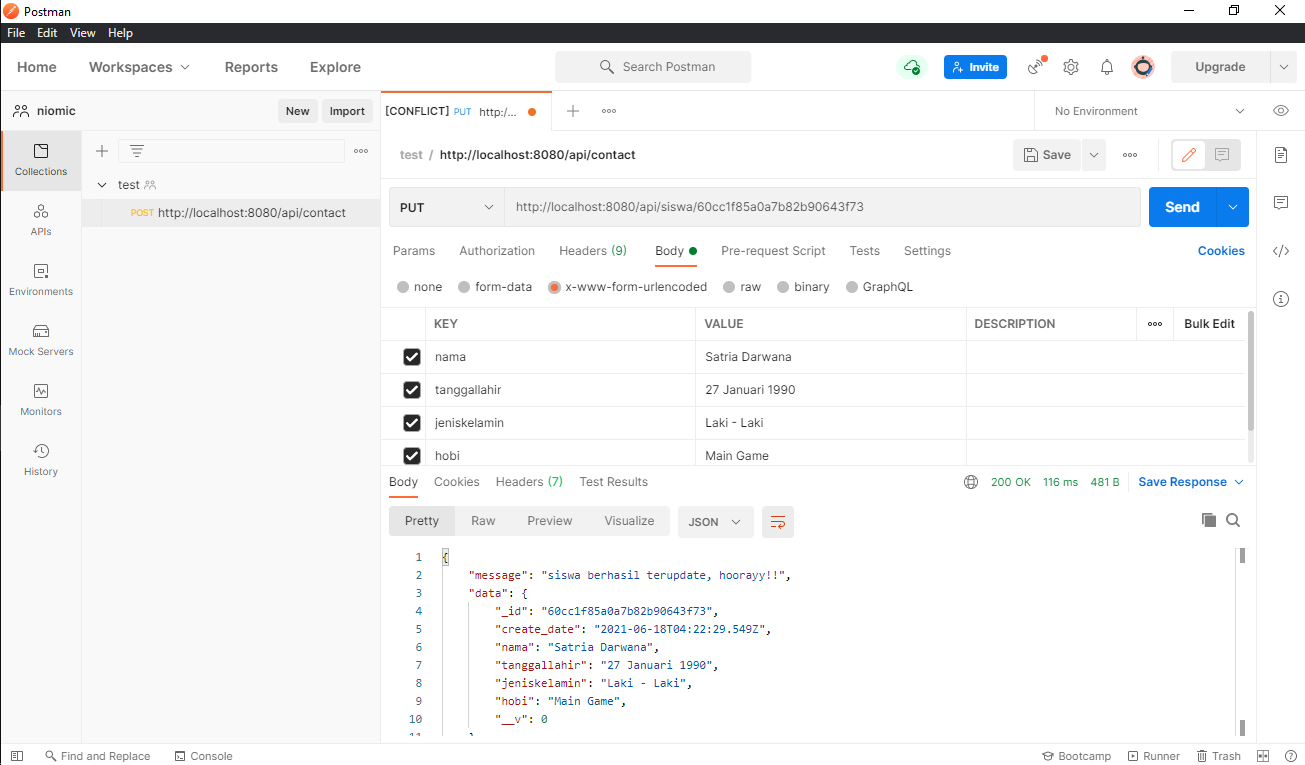 Postman
File Edit View Help
Home Workspaces Reports Explore Search Postman Invite Upgrade
niomic New Import [CONFLICT] PUT http:/... No Environment
Collections
APIs
Environments
Mock Servers
Monitors
History
test
POST http://localhost:8080/api/contact
test / http://localhost:8080/api/contact Save
PUT http://localhost:8080/api/siswa/60cc1f85a0a7b82b90643f73 Send
Params Authorization Headers (9) Body Pre-request Script Tests Settings Cookies
none form-data x-www-form-urlencoded raw binary GraphQL
KEY VALUE DESCRIPTION Bulk Edit
nama Satria Darwana
tanggallahir 27 Januari 1990
jeniskelamin Laki - Laki
hobi Main Game
Body Cookies Headers (7) Test Results 200 OK 116 ms 481 B Save Response
Pretty Raw Preview Visualize JSON
1 {
2 "message": "siswa berhasil terupdate, hoorayy!!",
3 "data": {
4 "_id": "60cc1f85a0a7b82b90643f73",
5 "create_date": "2021-06-18T04:22:29.549Z",
6 "nama": "Satria Darwana",
7 "tanggallahir": "27 Januari 1990",
8 "jeniskelamin": "Laki - Laki",
9 "hobi": "Main Game",
10 "__v": 0
Find and Replace Console Bootcamp Runner Trash